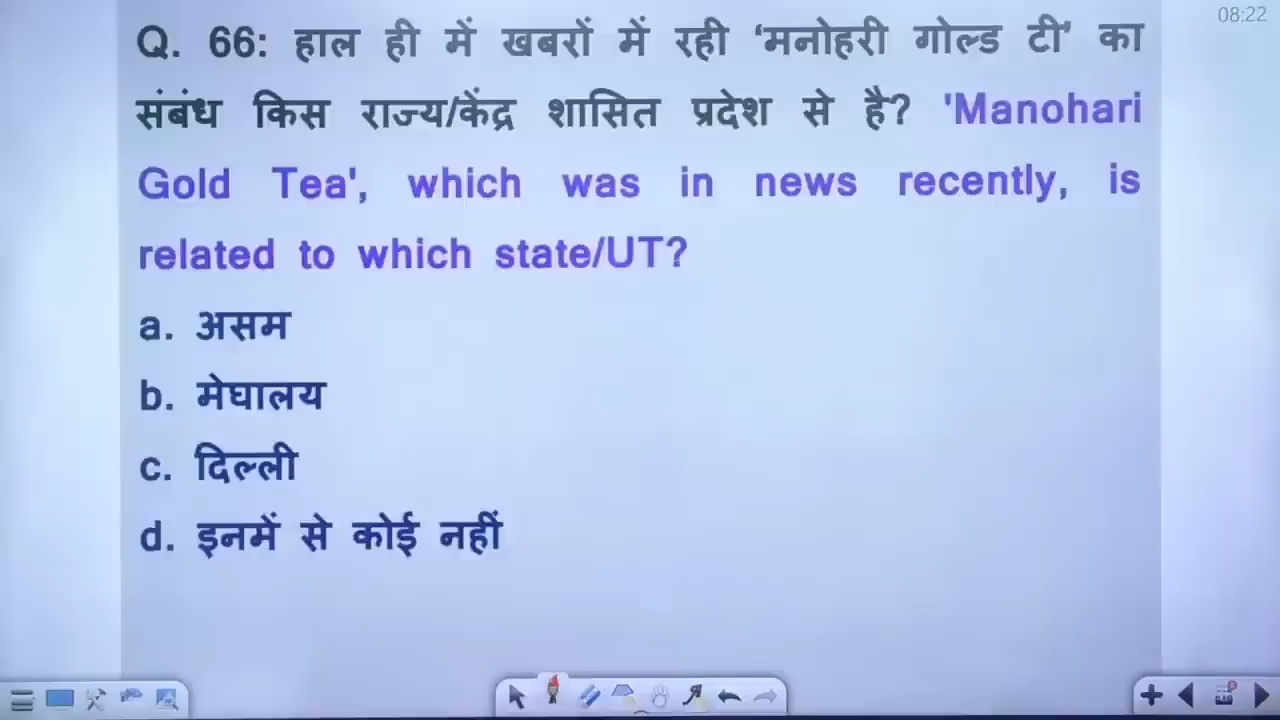 08:22
Q. 66: हाल ही में खबरों में रही ‘मनोहरी गोल्ड टी’ का
संबंध किस राज्य/केंद्र शासित प्रदेश से है? 'Manohari
Gold Tea', which was in news recently, is
related to which state/UT?
a. असम
b. मेघालय
c. दिल्ली
d. इनमें से कोई नहीं